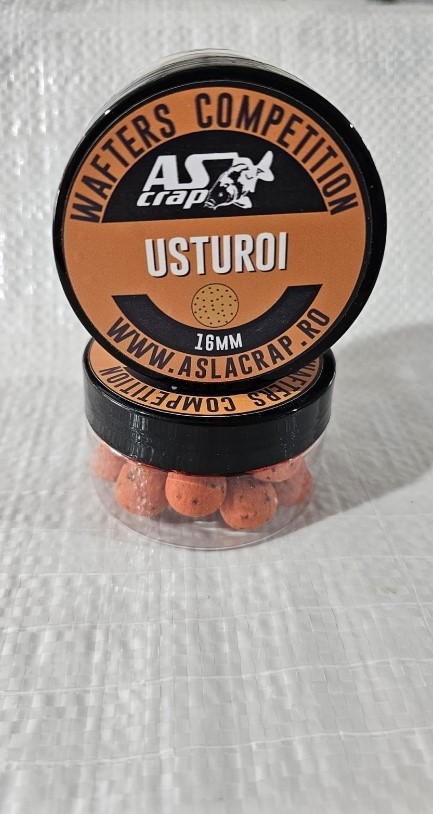 WAFTERS COMPETITION
AS
crap
USTUROI
16MM
WWW.ASLACRAP.RO
WAFTERS COMPETITION